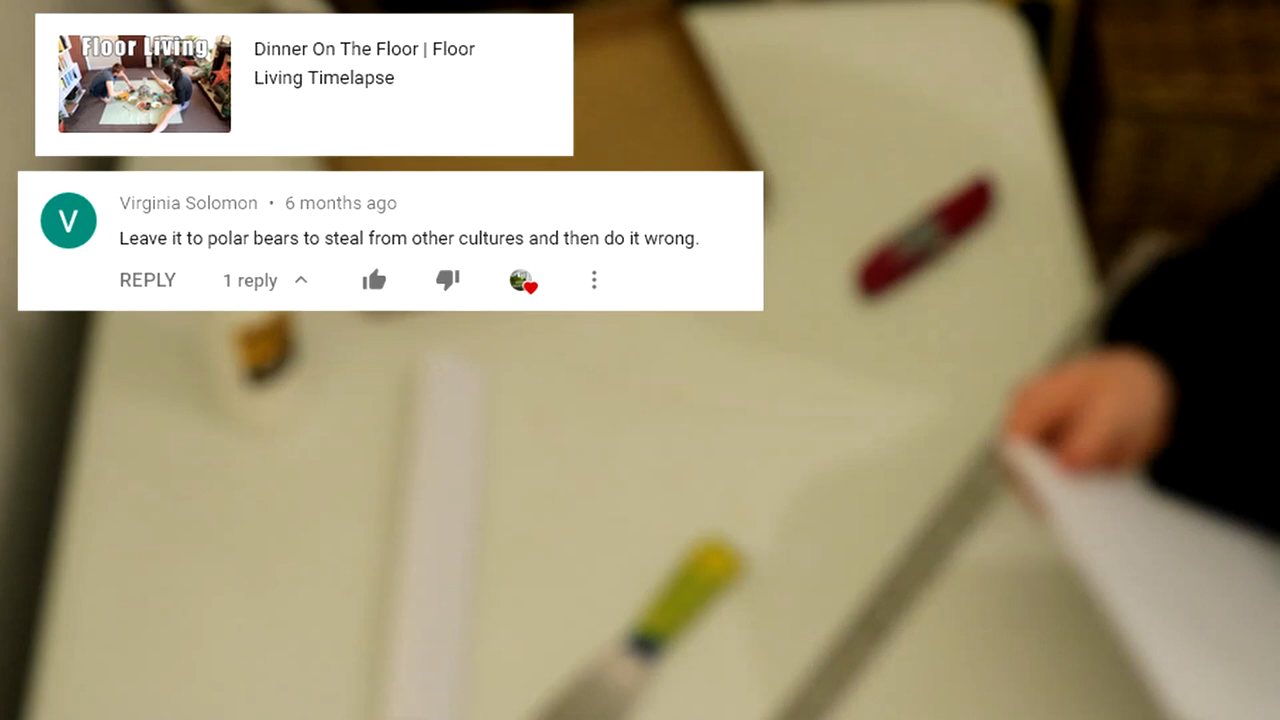 Floor Living
Dinner On The Floor | Floor
Living Timelapse
V
Virginia Solomon • 6 months ago
Leave it to polar bears to steal from other cultures and then do it wrong.
REPLY 1 reply